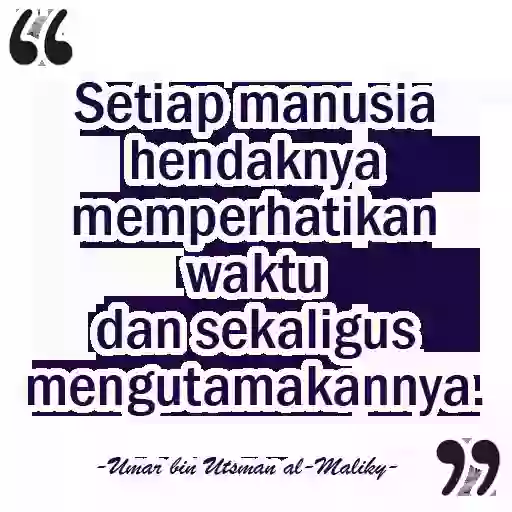 Setiap manusia
hendaknya
memperhatikan
waktu
dan sekaligus
mengutamakannya!
-Umar bin Utsman al-Maliky-